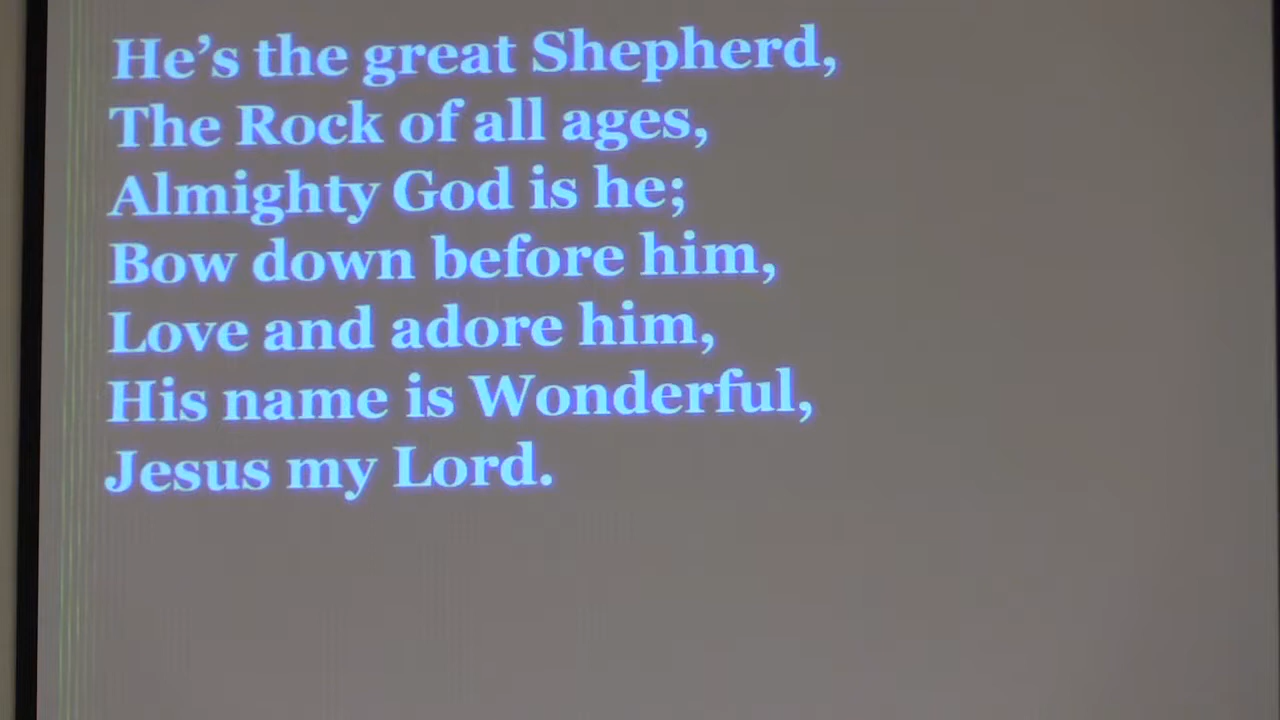 He’s the great Shepherd,
The Rock of all ages,
Almighty God is he;
Bow down before him,
Love and adore him,
His name is Wonderful,
Jesus my Lord.